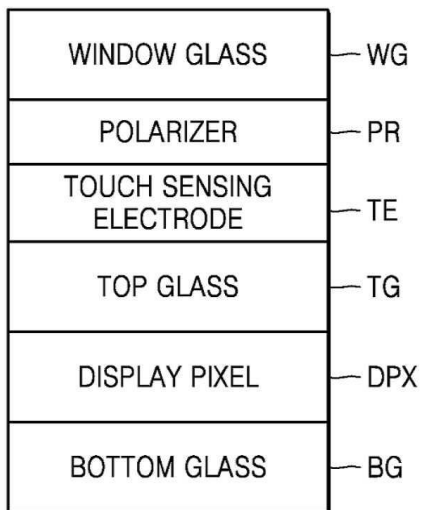 WINDOW GLASS WG
POLARIZER PR
TOUCH SENSING
ELECTRODE TE
TOP GLASS TG
DISPLAY PIXEL DPX
BOTTOM GLASS BG